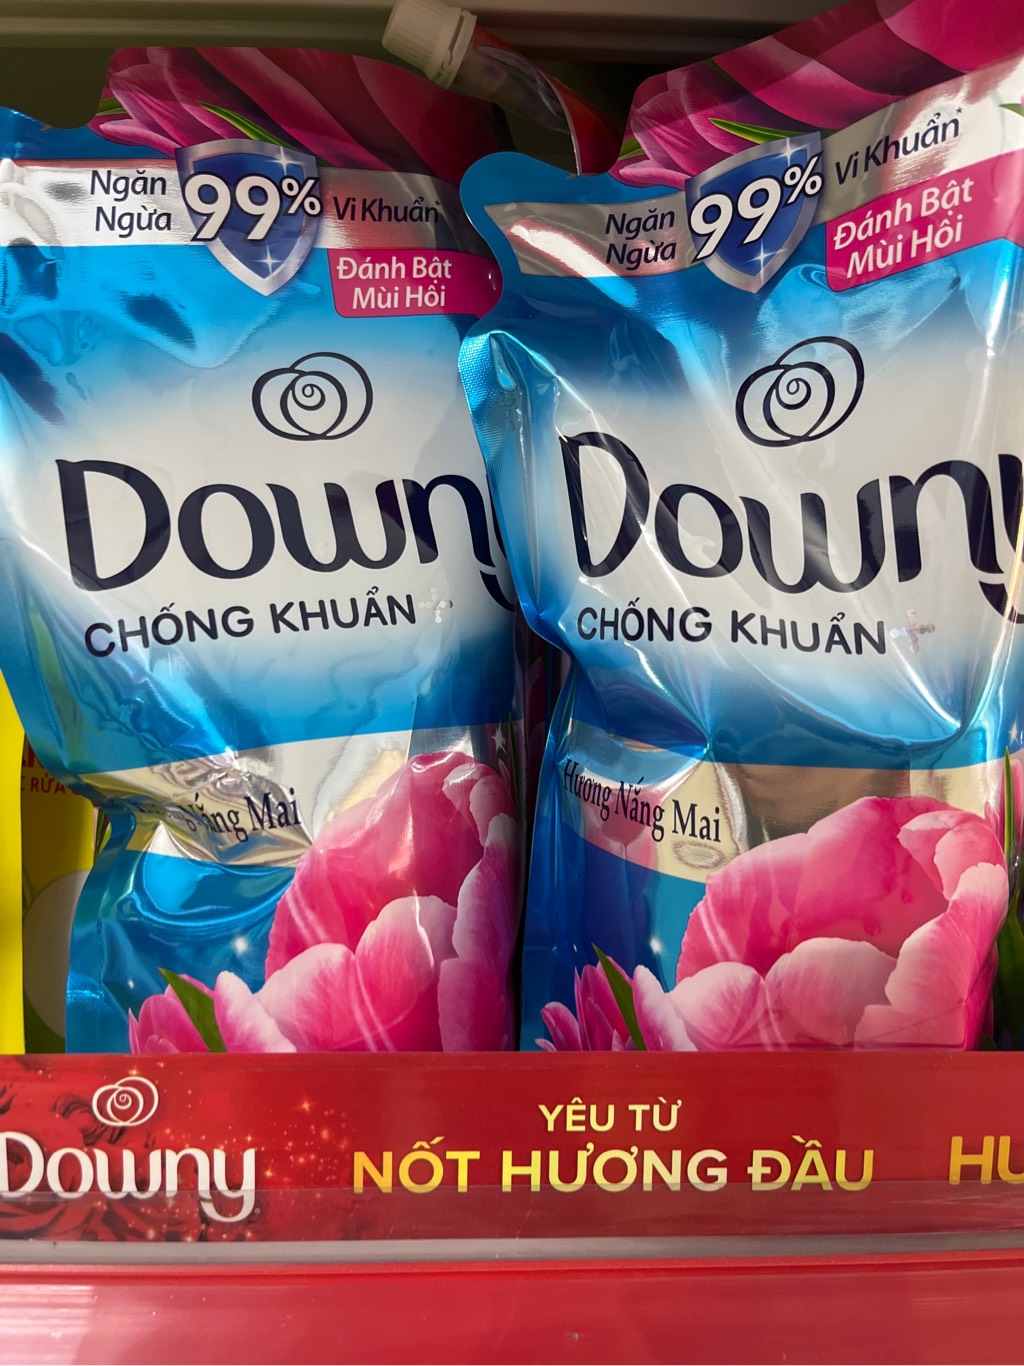 Ngăn
Ngừa
99%
Vi Khuẩn*
Đánh Bật
Mùi Hôi
Downy
CHỐNG KHUẨN
Nắng Mai
Ngăn
Ngừa
99%
Vi Khuẩn*
Đánh Bật
Mùi Hôi
Downy
CHỐNG KHUẨN
Hương Nắng Mai
RỬA
Downy
YÊU TỪ
NỐT HƯƠNG ĐẦU